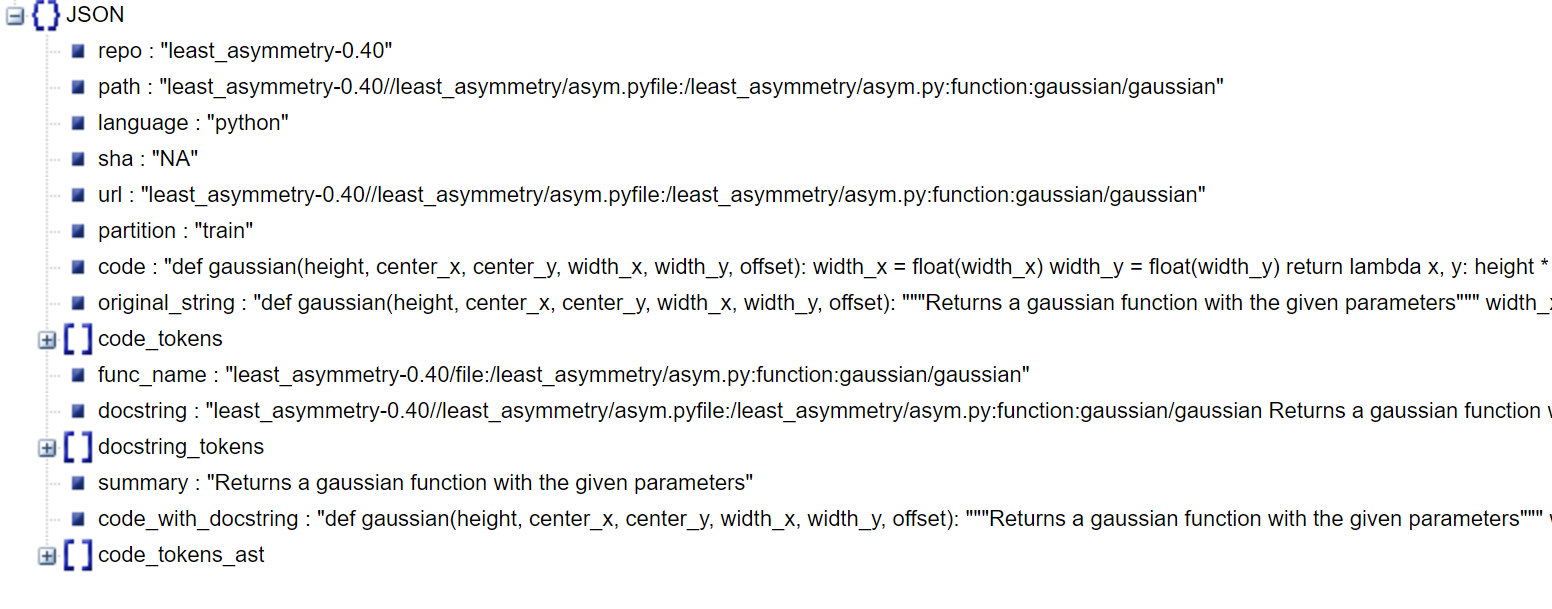 JSON
repo : "least_asymmetry-0.40"
path : "least_asymmetry-0.40//least_asymmetry/asym.pyfile:/least_asymmetry/asym.py:function:gaussian/gaussian"
language : "python"
sha : "NA"
url : "least_asymmetry-0.40//least_asymmetry/asym.pyfile:/least_asymmetry/asym.py:function:gaussian/gaussian"
partition : "train"
code : "def gaussian(height, center_x, center_y, width_x, width_y, offset): width_x = float(width_x) width_y = float(width_y) return lambda x, y: height *
original_string : "def gaussian(height, center_x, center_y, width_x, width_y, offset): """Returns a gaussian function with the given parameters""" width_
code_tokens
func_name : "least_asymmetry-0.40/file:/least_asymmetry/asym.py:function:gaussian/gaussian"
docstring : "least_asymmetry-0.40//least_asymmetry/asym.pyfile:/least_asymmetry/asym.py:function:gaussian/gaussian Returns a gaussian function
docstring_tokens
summary : "Returns a gaussian function with the given parameters"
code_with_docstring : "def gaussian(height, center_x, center_y, width_x, width_y, offset): """Returns a gaussian function with the given parameters"""
code_tokens_ast